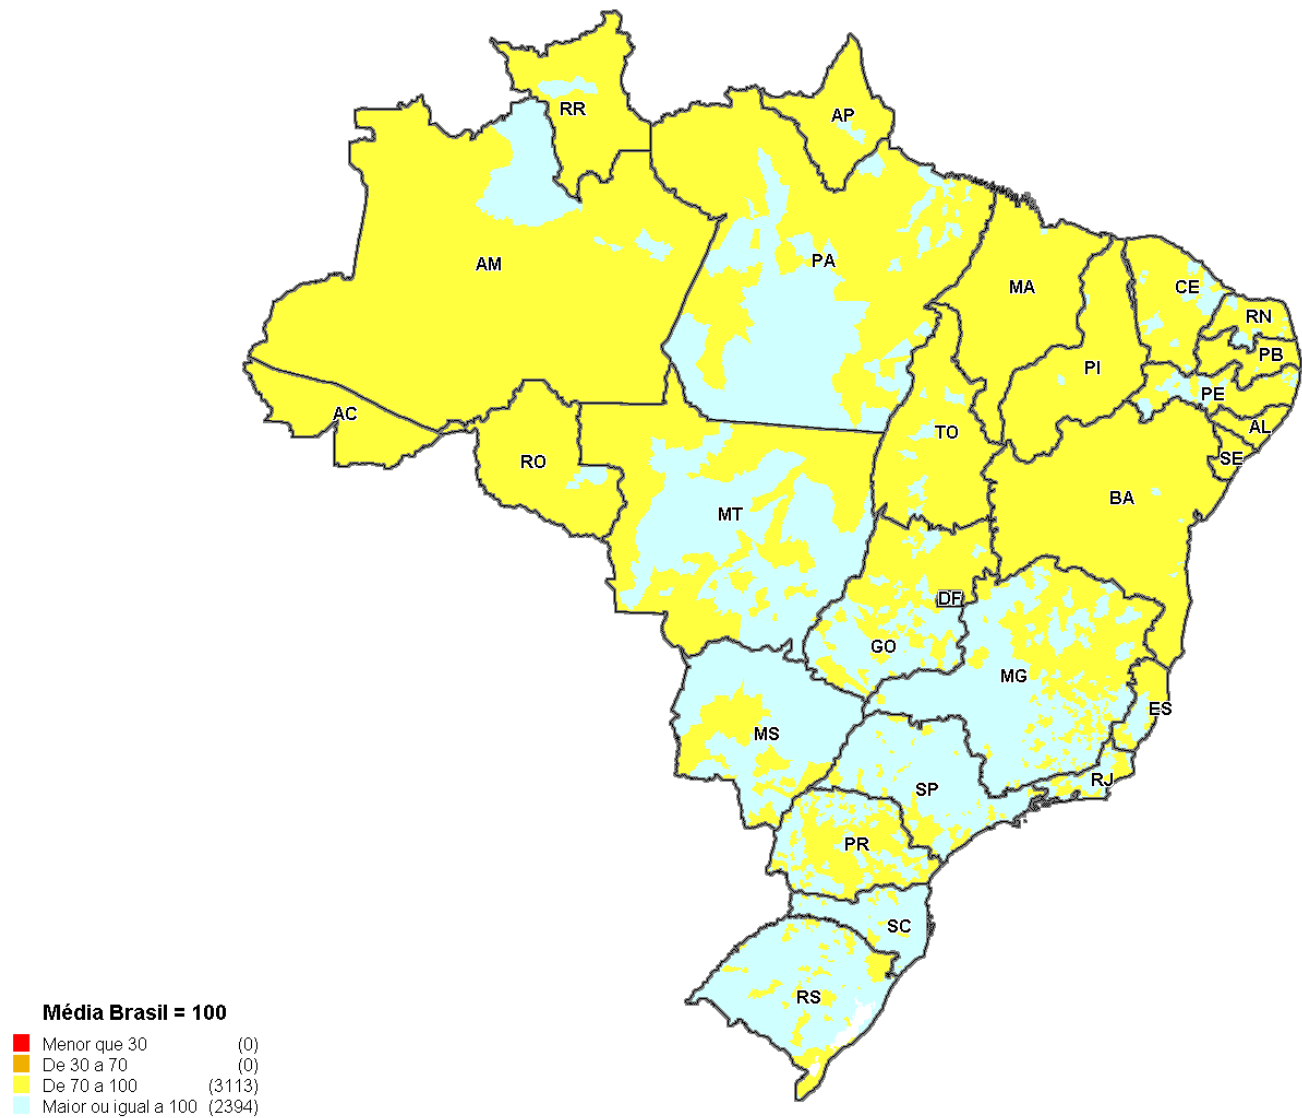 RR
AP
AM
PA
MA
CE
RN
PB
PI
PE
AC
AL
TO
SE
RO
BA
MT
DF
GO
MG
ES
MS
RJ
SP
PR
SC
RS
Média Brasil = 100
Menor que 30 (0)
De 30 a 70 (0)
De 70 a 100 (3113)
Maior ou igual a 100 (2394)